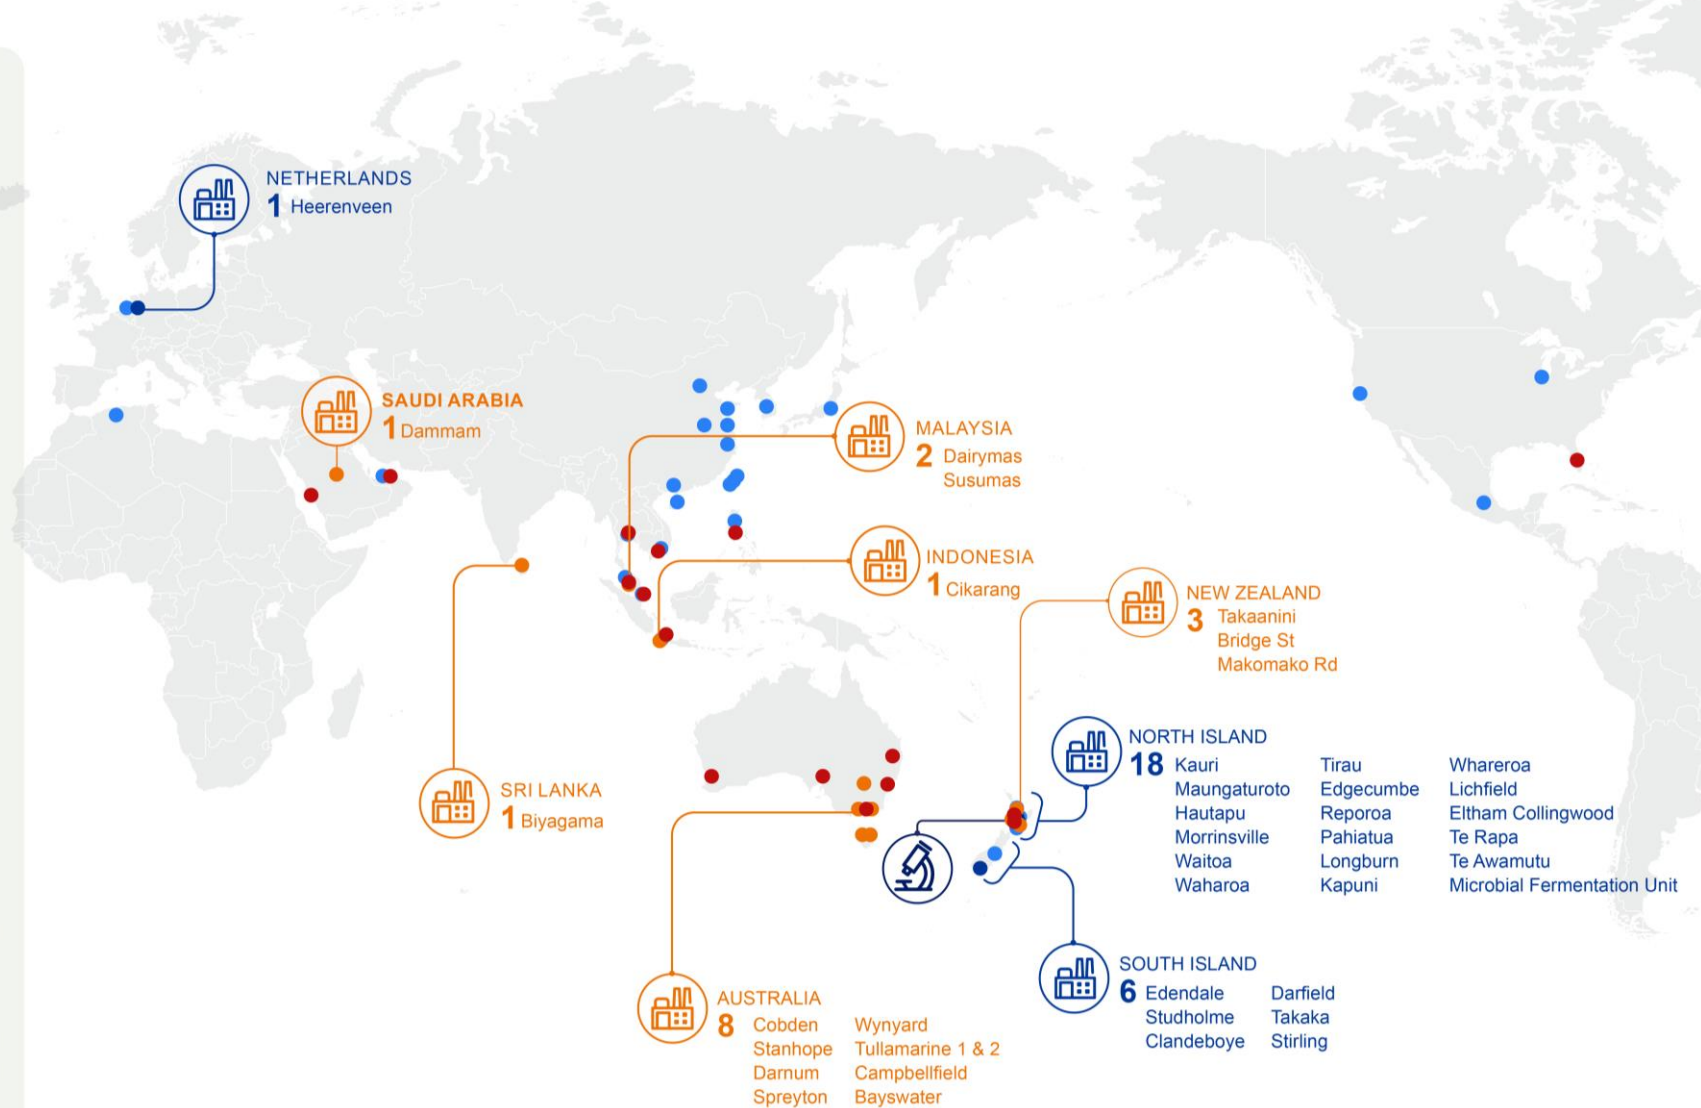 NETHERLANDS
1 Heerenveen
SAUDI ARABIA
1 Dammam
MALAYSIA
2 Dairymas
Susumas
INDONESIA
1 Cikarang
NEW ZEALAND
3 Takaanini
Bridge St
Makomako Rd
NORTH ISLAND
18 Kauri Tirau Whareroa
Maungaturoto Edgecumbe Lichfield
Hautapu Reporoa Eltham Collingwood
Morrinsville Pahiatua Te Rapa
Waitoa Longburn Te Awamutu
Waharoa Kapuni Microbial Fermentation Unit
SRI LANKA
1 Biyagama
SOUTH ISLAND
6 Edendale Darfield
Studholme Takaka
Clandeboye Stirling
AUSTRALIA
8 Cobden Wynyard
Stanhope Tullamarine 1 & 2
Darnum Campbellfield
Spreyton Bayswater